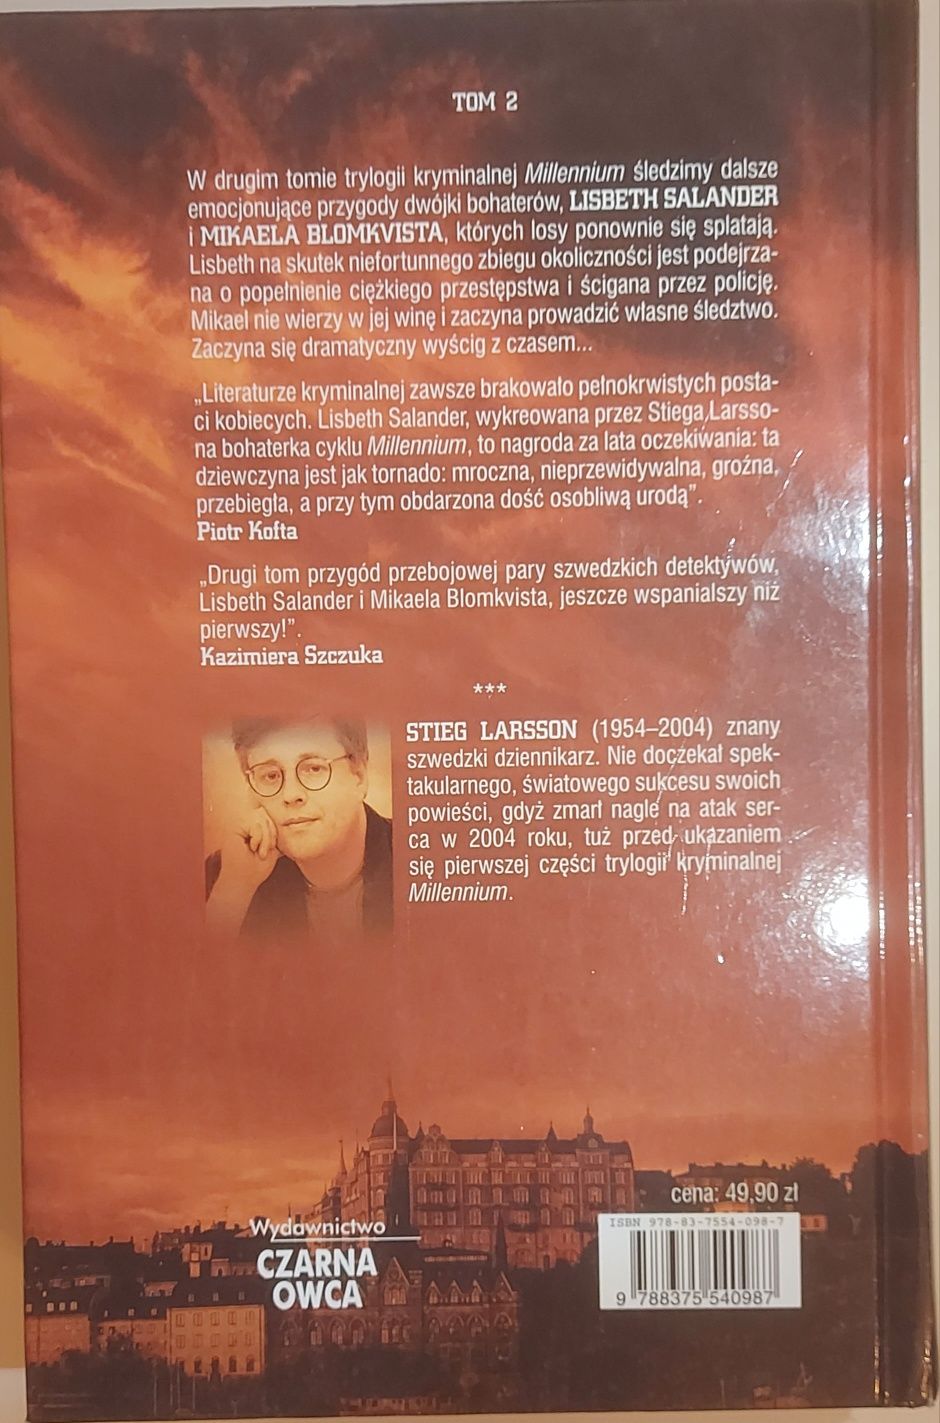 TOM 2
W drugim tomie trylogii kryminalnej Millennium śledzimy dalsze
emocjonujące przygody dwójki bohaterów, LISBETH SALANDER
i MIKAELA BLOMKVISTA, których losy ponownie się splatają.
Lisbeth na skutek niefortunnego zbiegu okoliczności jest podejrza-
na o popełnienie ciężkiego przestępstwa i ścigana przez policję.
Mikael nie wierzy w jej winę i zaczyna prowadzić własne śledztwo.
Zaczyna się dramatyczny wyścig z czasem...
„Literaturze kryminalnej zawsze brakowało pełnokrwistych posta-
ci kobiecych. Lisbeth Salander, wykreowana przez Stiega Larsso-
na bohaterka cyklu Millennium, to nagroda za lata oczekiwania: ta
dziewczyna jest jak tornado: mroczna, nieprzewidywalna, groźna,
przebiegła, a przy tym obdarzona dość osobliwą urodą”.
Piotr Kofta
„Drugi tom przygód przebojowej pary szwedzkich detektywów,
Lisbeth Salander i Mikaela Blomkvista, jeszcze wspanialszy niż
pierwszy!”.
Kazimiera Szczuka
***
STIEG LARSSON (1954–2004) znany
szwedzki dziennikarz. Nie doczekał spek-
takularnego, światowego sukcesu swoich
powieści, gdyż zmarł nagle na atak ser-
ca w 2004 roku, tuż przed ukazaniem
się pierwszej części trylogii kryminalnej
Millennium.
cena: 49,90 zł
Wydawnictwo
CZARNA
OWCA
ISBN 978-83-7554-098-7
9 788375 540987